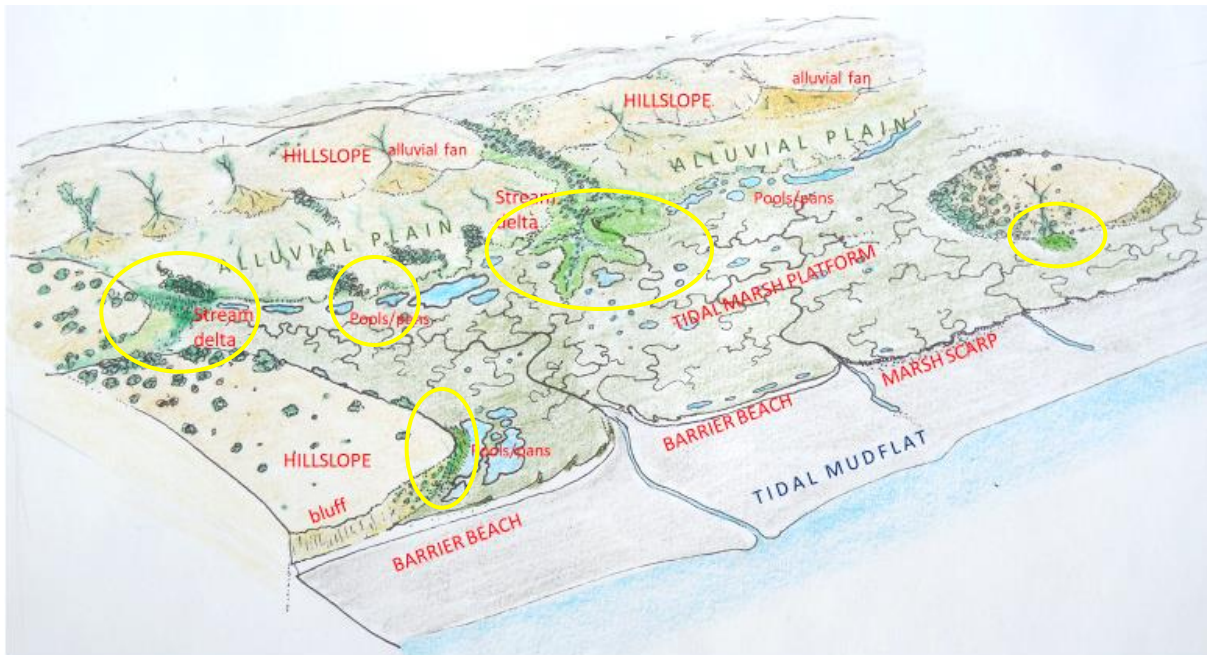 alluvial fan
HILLSLOPE
ALLUVIAL PLAIN
HILLSLOPE
alluvial fan
Stream
delta
Pools/pans
ALLUVIAL PLAIN
TIDAL MARSH PLATFORM
Stream
delta
Pools/pans
MARSH SCARP
BARRIER BEACH
Pools/pans
HILLSLOPE
TIDAL MUDFLAT
bluff
BARRIER BEACH